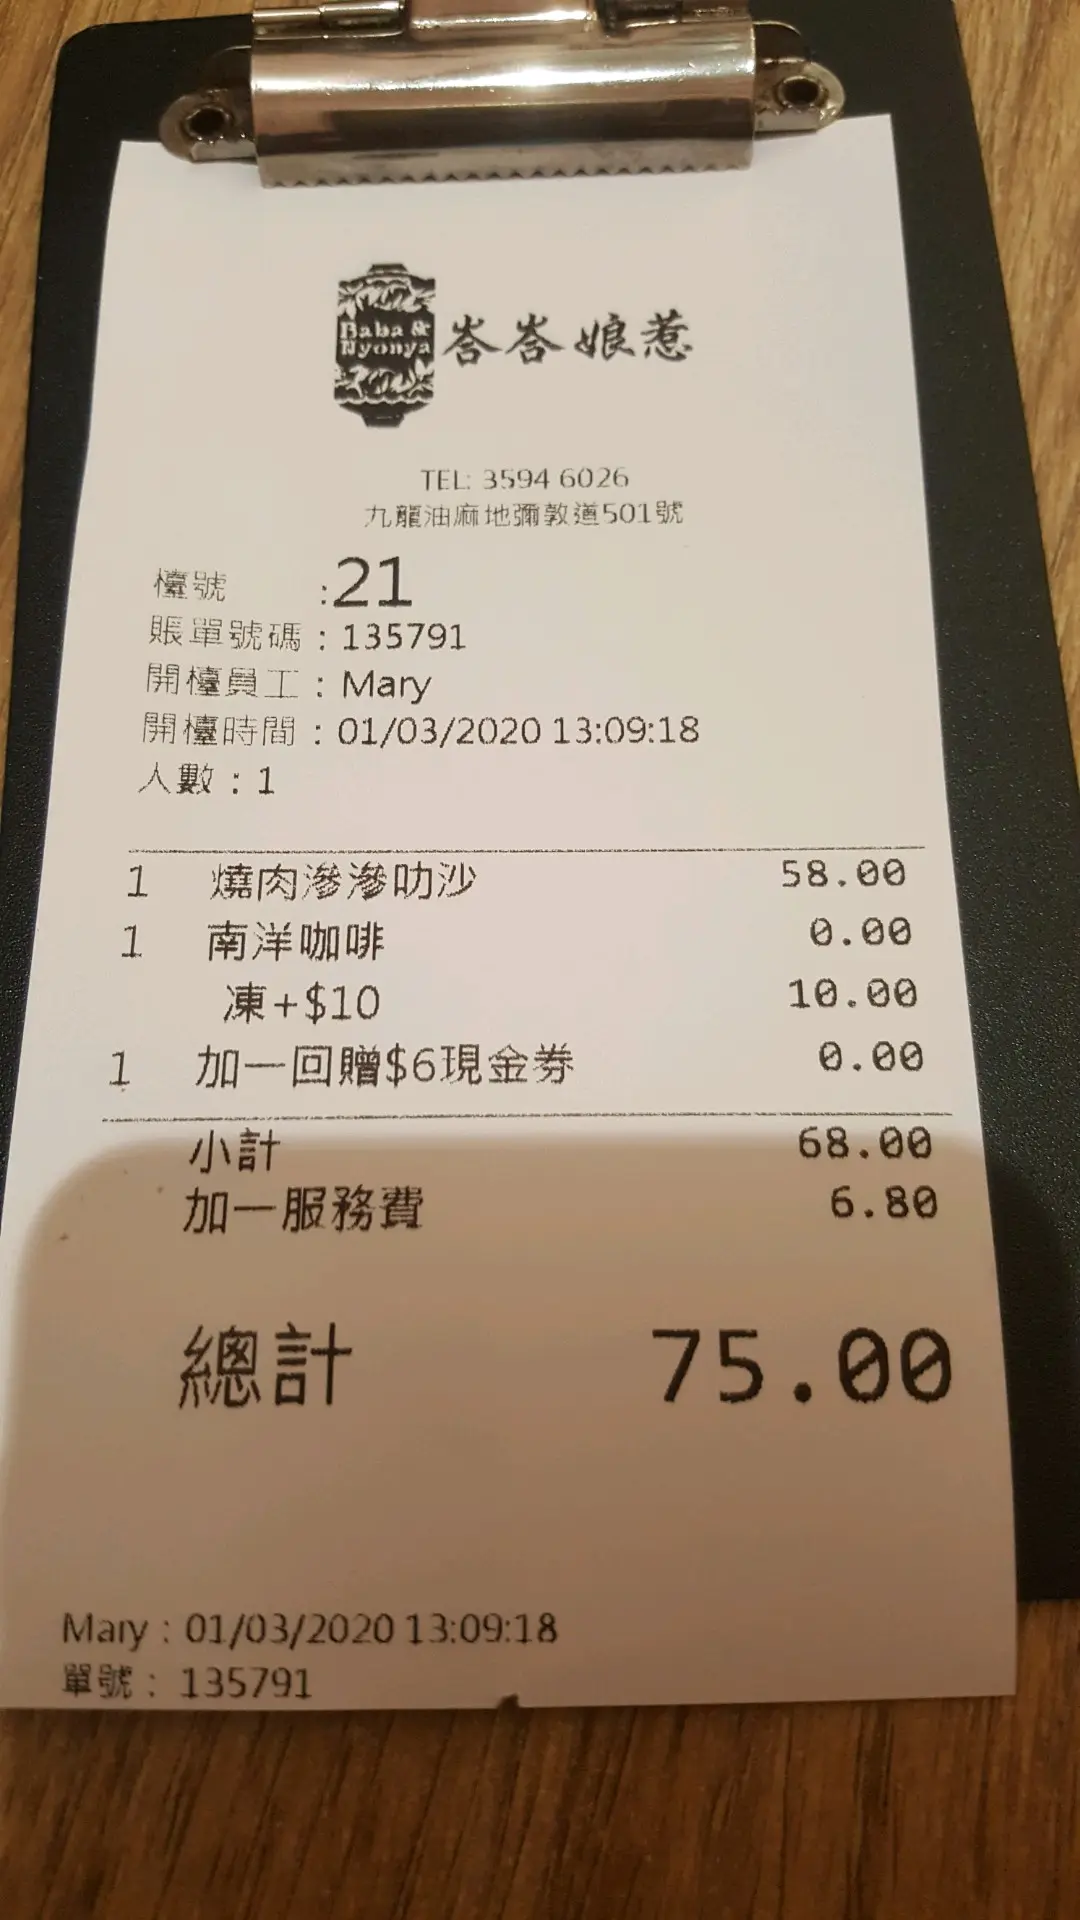 Baba &
Nyonya
峇峇娘惹
TEL: 3594 6026
九龍油麻地彌敦道501號
檯號 :21
賬單號碼 : 135791
開檯員工 : Mary
開檯時間 : 01/03/2020 13:09:18
人數 : 1
1 燒肉滲滲叻沙 58.00
1 南洋咖啡 0.00
凍+$10 10.00
1 加一回贈$6現金券 0.00
小計 68.00
加一服務費 6.80
總計 75.00
Mary : 01/03/2020 13:09:18
單號 : 135791